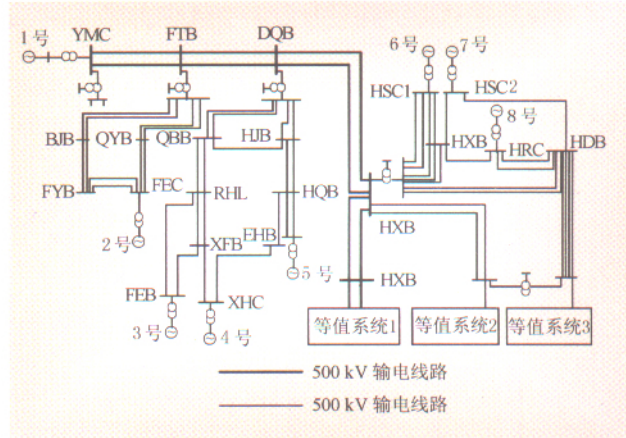 1号
YMC
FTB
DQB
6号
7号
HSC1
HSC2
8号
BJB
QYB
QBB
HJB
HXB
HRC
HDB
FYB
FEC
RHL
HQB
2号
XFB
EHB
HXB
5号
HXB
FEB
XHC
3号
4号
等值系统1
等值系统2
等值系统3
500 kV 输电线路
500 kV 输电线路